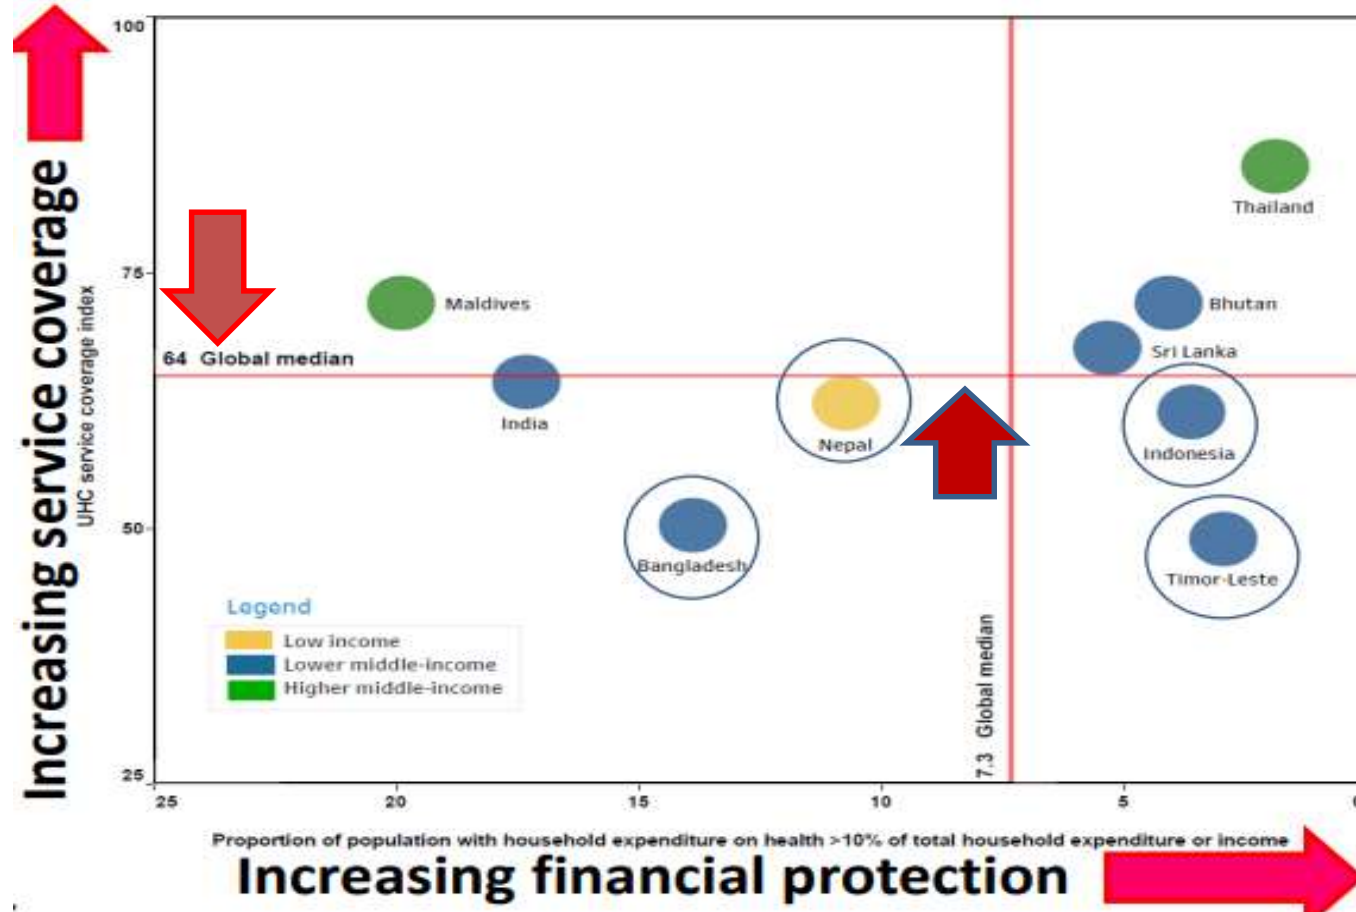 Increasing service coverage
UHC service coverage index
100
75
50
25
64 Global median
Thailand
Maldives
Bhutan
Sri Lanka
India
Nepal
Indonesia
Bangladesh
Timor-Leste
Legend
Low income
Lower middle-income
Higher middle-income
7.3 Global median
25 20 15 10 5
Proportion of population with household expenditure on health >10% of total household expenditure or income
Increasing financial protection